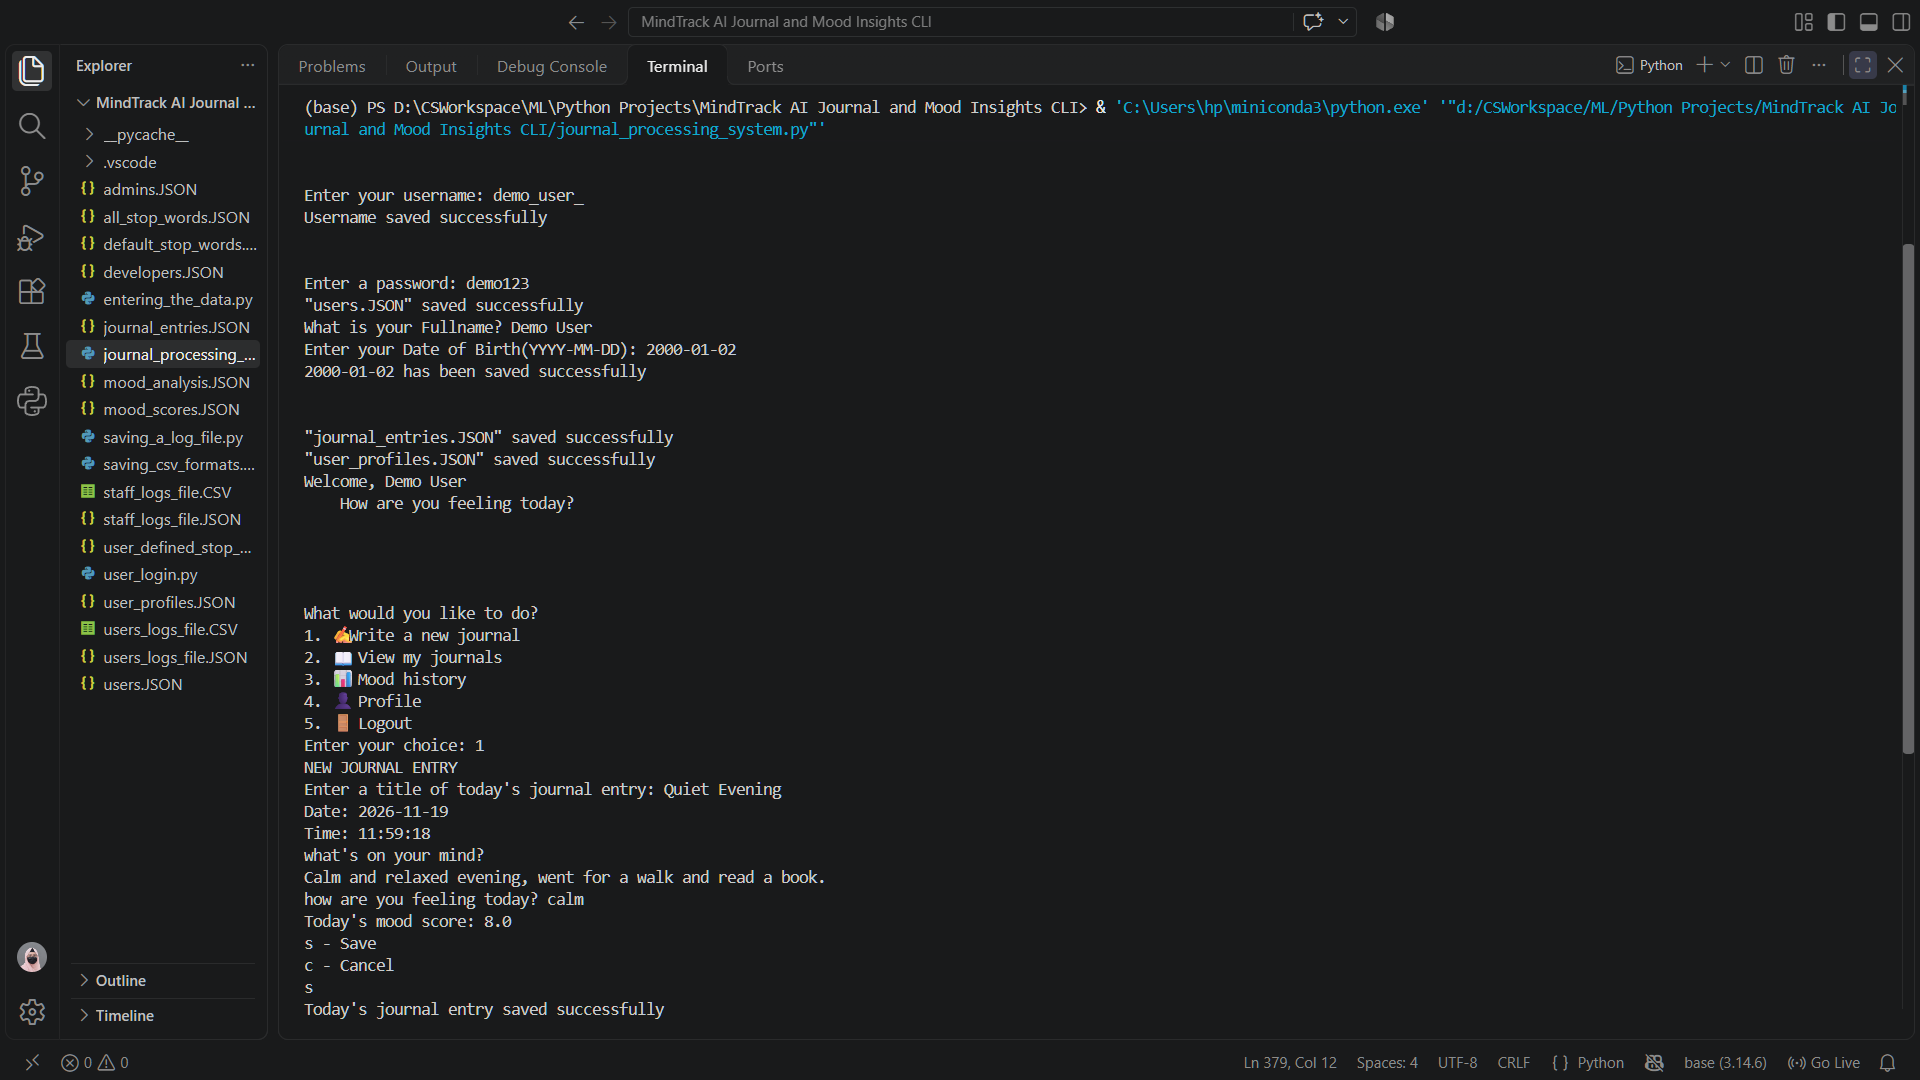 MindTrack AI Journal and Mood Insights CLI
Explorer
MindTrack AI Journal ...
__pycache__
.vscode
admins.JSON
all_stop_words.JSON
default_stop_words....
developers.JSON
entering_the_data.py
journal_entries.JSON
journal_processing_...
mood_analysis.JSON
mood_scores.JSON
saving_a_log_file.py
saving_csv_formats....
staff_logs_file.CSV
staff_logs_file.JSON
user_defined_stop_...
user_login.py
user_profiles.JSON
users_logs_file.CSV
users_logs_file.JSON
users.JSON
Outline
Timeline
Problems Output Debug Console Terminal Ports
Python
(base) PS D:\CSWorkspace\ML\Python Projects\MindTrack AI Journal and Mood Insights CLI> & 'C:\Users\hp\miniconda3\python.exe' '"d:/CSWorkspace/ML/Python Projects/MindTrack AI Jo
urnal and Mood Insights CLI/journal_processing_system.py"'
Enter your username: demo_user_
Username saved successfully
Enter a password: demo123
"users.JSON" saved successfully
What is your Fullname? Demo User
Enter your Date of Birth(YYYY-MM-DD): 2000-01-02
2000-01-02 has been saved successfully
"journal_entries.JSON" saved successfully
"user_profiles.JSON" saved successfully
Welcome, Demo User
How are you feeling today?
What would you like to do?
1. ✍Write a new journal
2. 📖 View my journals
3. 📊 Mood history
4. 👤 Profile
5. 🚪 Logout
Enter your choice: 1
NEW JOURNAL ENTRY
Enter a title of today's journal entry: Quiet Evening
Date: 2026-11-19
Time: 11:59:18
what's on your mind?
Calm and relaxed evening, went for a walk and read a book.
how are you feeling today? calm
Today's mood score: 8.0
s - Save
c - Cancel
s
Today's journal entry saved successfully
0 0
Ln 379, Col 12 Spaces: 4 UTF-8 CRLF { } Python base (3.14.6) Go Live